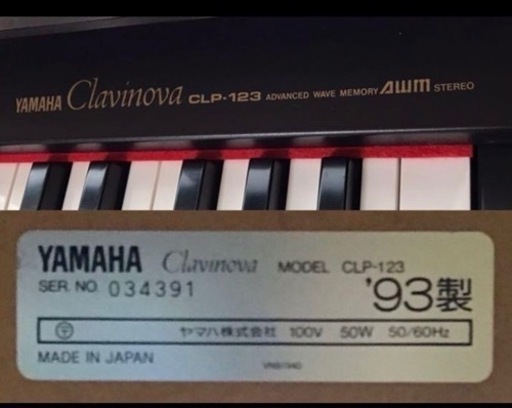 YAMAHA Clavinova CLP-123 ADVANCED WAVE MEMORY AWM STEREO
YAMAHA Clavinova MODEL CLP-123
SER. NO. 034391 '93製
ヤマハ株式会社 100V 50W 50/60Hz
MADE IN JAPAN